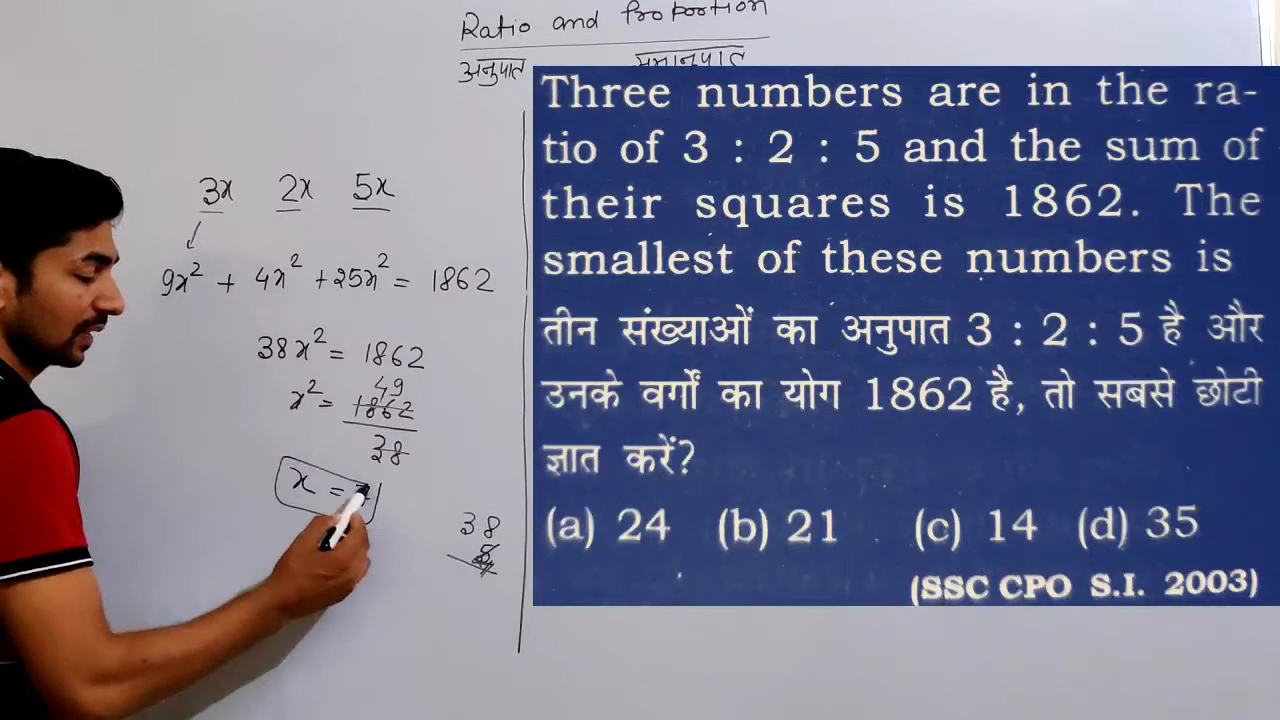 Ratio and Proportion
अनुपात समानुपात
3x 2x 5x
9x² + 4x² + 25x² = 1862
38x² = 1862
49
x² = 1862
38
x =
38
Three numbers are in the ra-
tio of 3 : 2 : 5 and the sum of
their squares is 1862. The
smallest of these numbers is
तीन संख्याओं का अनुपात 3 : 2 : 5 है और
उनके वर्गों का योग 1862 है, तो सबसे छोटी
ज्ञात करें?
(a) 24 (b) 21 (c) 14 (d) 35
(SSC CPO S.I. 2003)